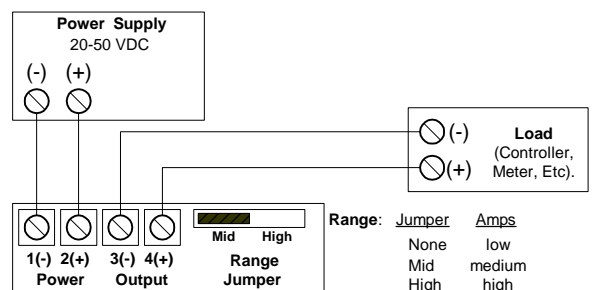 Power Supply
20-50 VDC
(-) (+)
(-)
(+)
Load
(Controller,
Meter, Etc).
Mid High
1(-) 2(+) 3(-) 4(+)
Power Output
Range
Jumper
Range: Jumper Amps
None low
Mid medium
High high